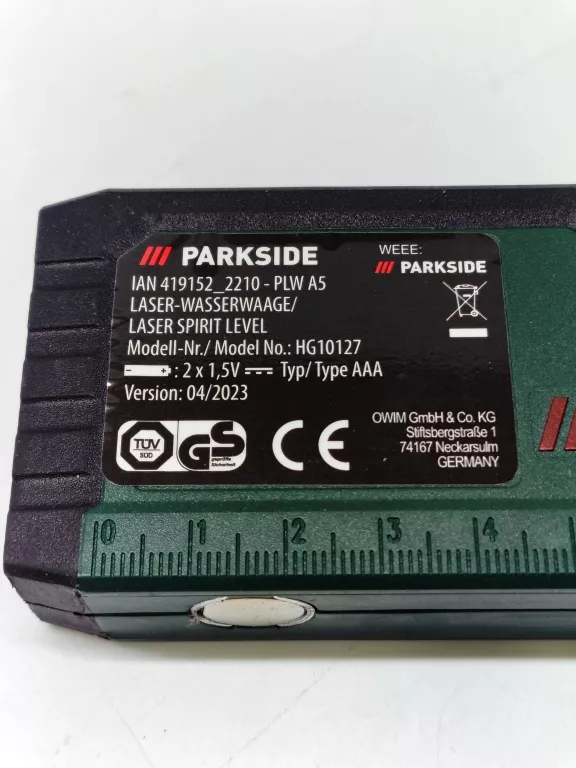 PARKSIDE
IAN 419152_2210 - PLW A5
LASER-WASSERWAAGE/
LASER SPIRIT LEVEL
Modell-Nr./ Model No.: HG10127
: 2 x 1,5V Typ/ Type AAA
Version: 04/2023
WEEE:
PARKSIDE
TÜV
SÜD
GS
geprüfte
Sicherheit
CE
OWIM GmbH & Co. KG
Stiftsbergstraße 1
74167 Neckarsulm
GERMANY
0 1 2 3 4